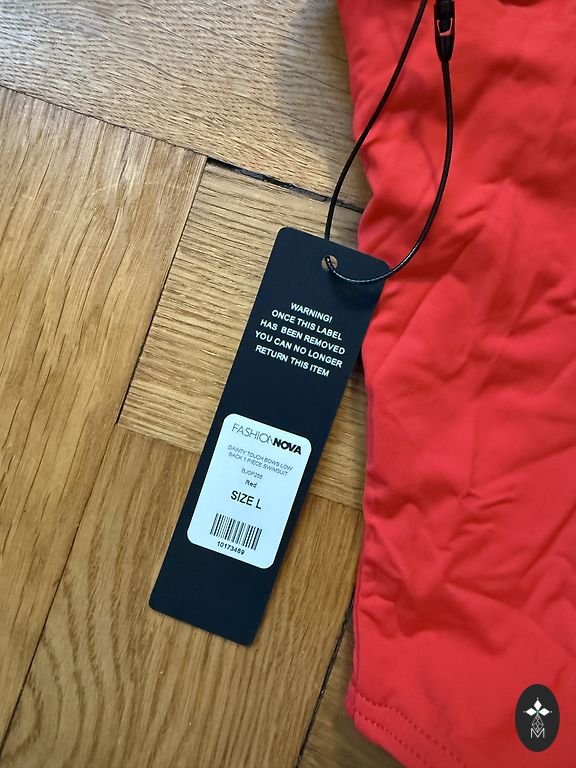 WARNING!
ONCE THIS LABEL
HAS BEEN REMOVED
YOU CAN NO LONGER
RETURN THIS ITEM
FASHIONNOVA
DAINTY TOUCH BOWS LOW
BACK 1 PIECE SWIMSUIT
BJOP256
Red
SIZE L
10173469
M